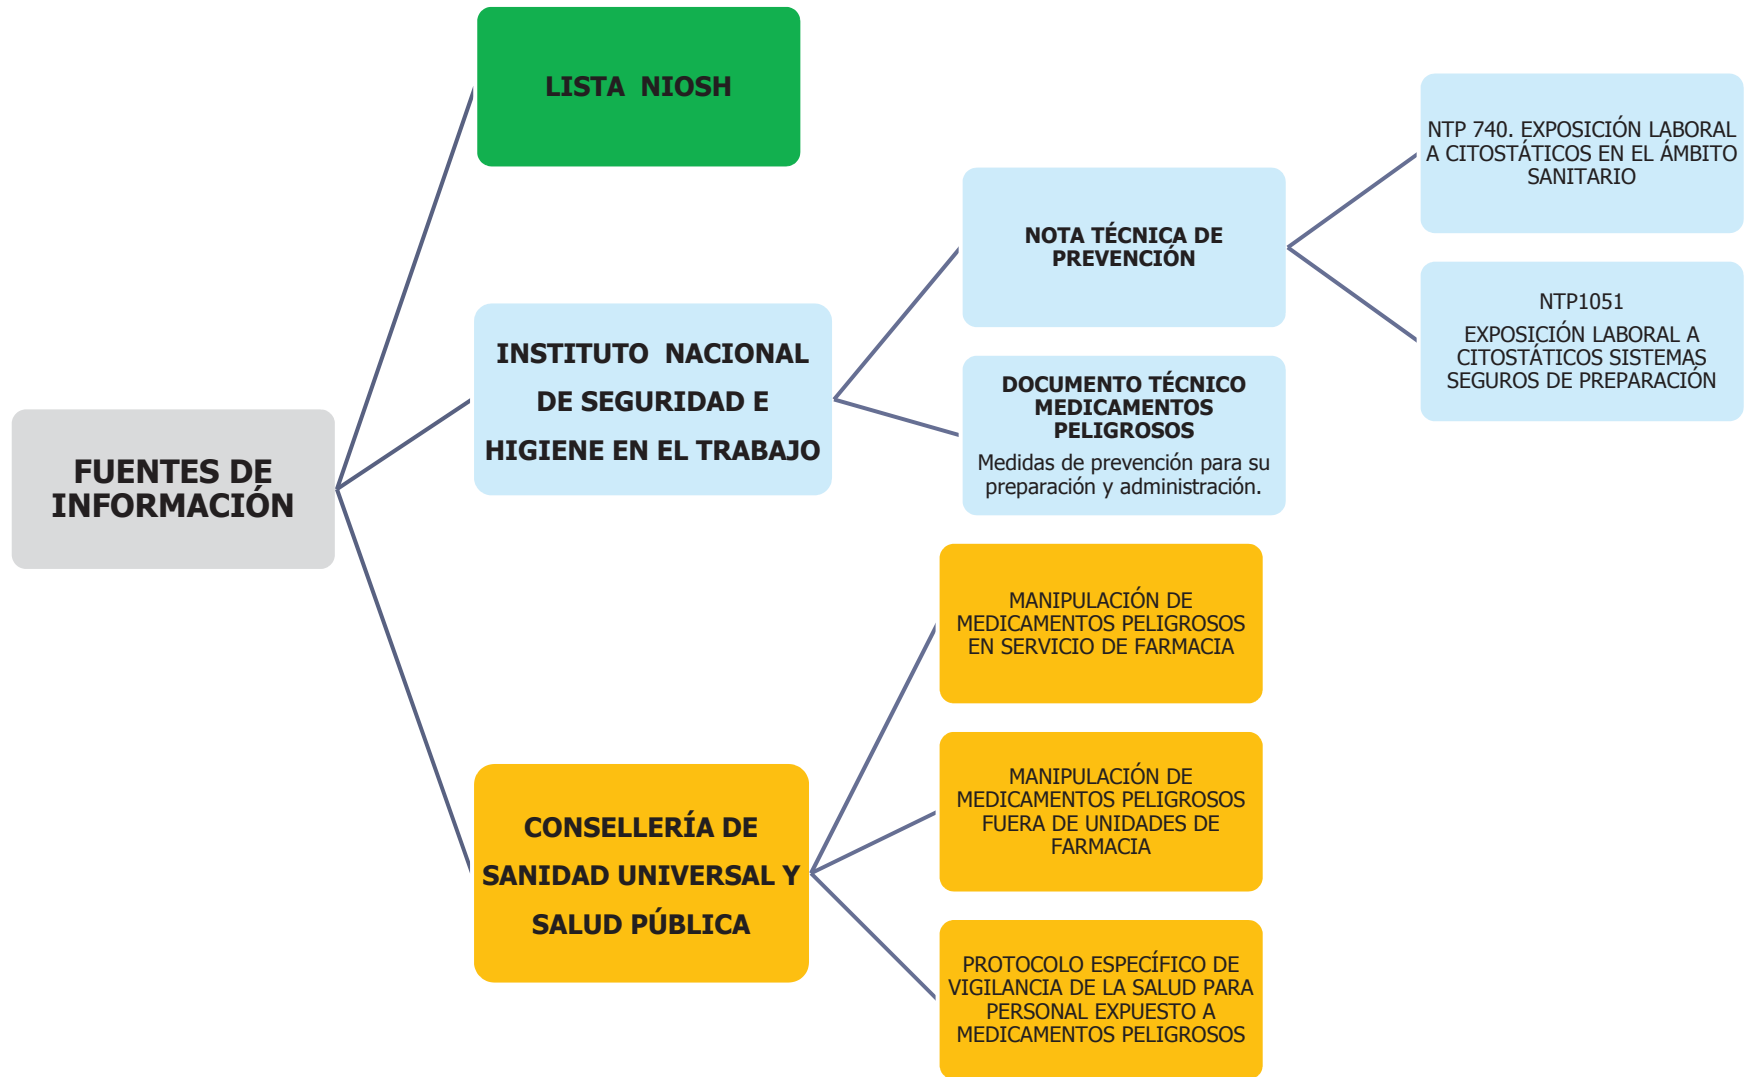 LISTA NIOSH
NTP 740. EXPOSICIÓN LABORAL
A CITOSTÁTICOS EN EL ÁMBITO
SANITARIO
NOTA TÉCNICA DE
PREVENCIÓN
NTP1051
EXPOSICIÓN LABORAL A
CITOSTÁTICOS SISTEMAS
SEGUROS DE PREPARACIÓN
INSTITUTO NACIONAL
DE SEGURIDAD E
HIGIENE EN EL TRABAJO
DOCUMENTO TÉCNICO
MEDICAMENTOS
PELIGROSOS
Medidas de prevención para su
preparación y administración.
FUENTES DE
INFORMACIÓN
MANIPULACIÓN DE
MEDICAMENTOS PELIGROSOS
EN SERVICIO DE FARMACIA
MANIPULACIÓN DE
MEDICAMENTOS PELIGROSOS
FUERA DE UNIDADES DE
FARMACIA
CONSELLERÍA DE
SANIDAD UNIVERSAL Y
SALUD PÚBLICA
PROTOCOLO ESPECÍFICO DE
VIGILANCIA DE LA SALUD PARA
PERSONAL EXPUESTO A
MEDICAMENTOS PELIGROSOS